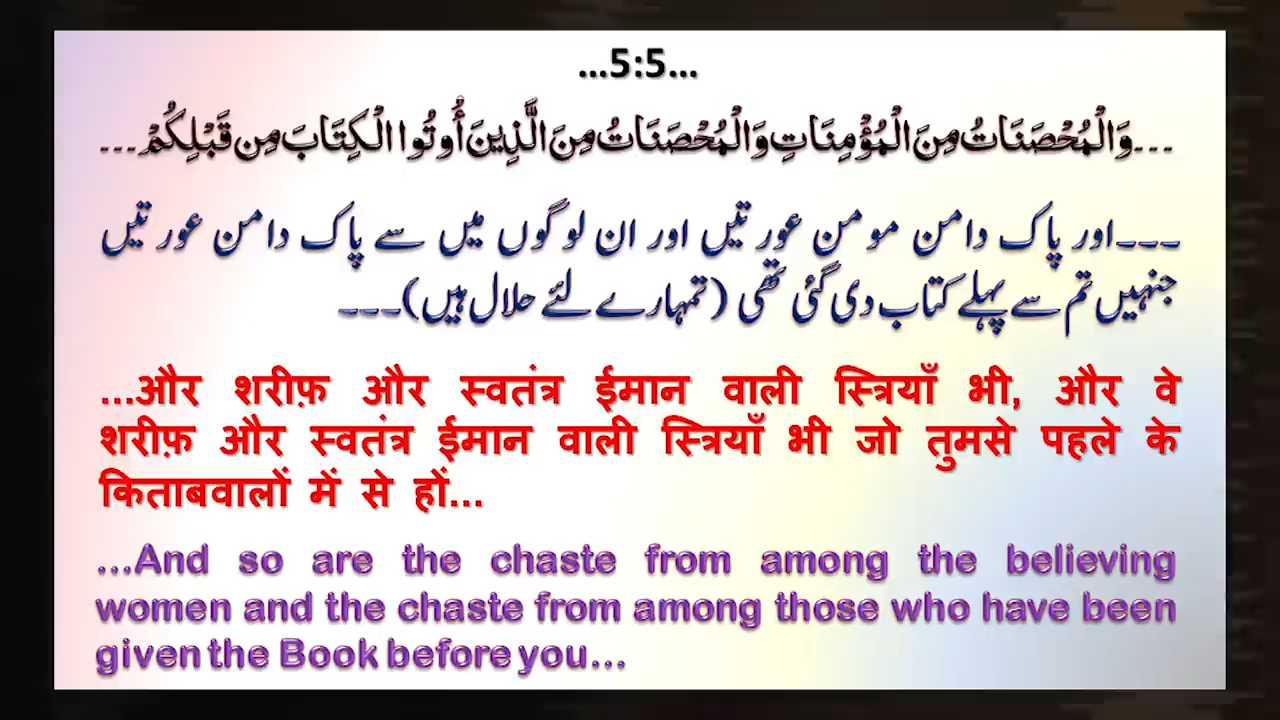 ...5:5...
...وَالْمُحْصَنَاتُ مِنَ الْمُؤْمِنَاتِ وَالْمُحْصَنَاتُ مِنَ الَّذِينَ أُوتُوا الْكِتَابَ مِن قَبْلِكُمْ...
---اور پاک دامن مومن عورتیں اور ان لوگوں میں سے پاک دامن عورتیں
جنہیں تم سے پہلے کتاب دی گئی تھی (تمہارے لئے حلال ہیں)---
...और शरीफ़ और स्वतंत्र ईमान वाली स्त्रियाँ भी, और वे
शरीफ़ और स्वतंत्र ईमान वाली स्त्रियाँ भी जो तुमसे पहले के
किताबवालों में से हों...
...And so are the chaste from among the believing
women and the chaste from among those who have been
given the Book before you...